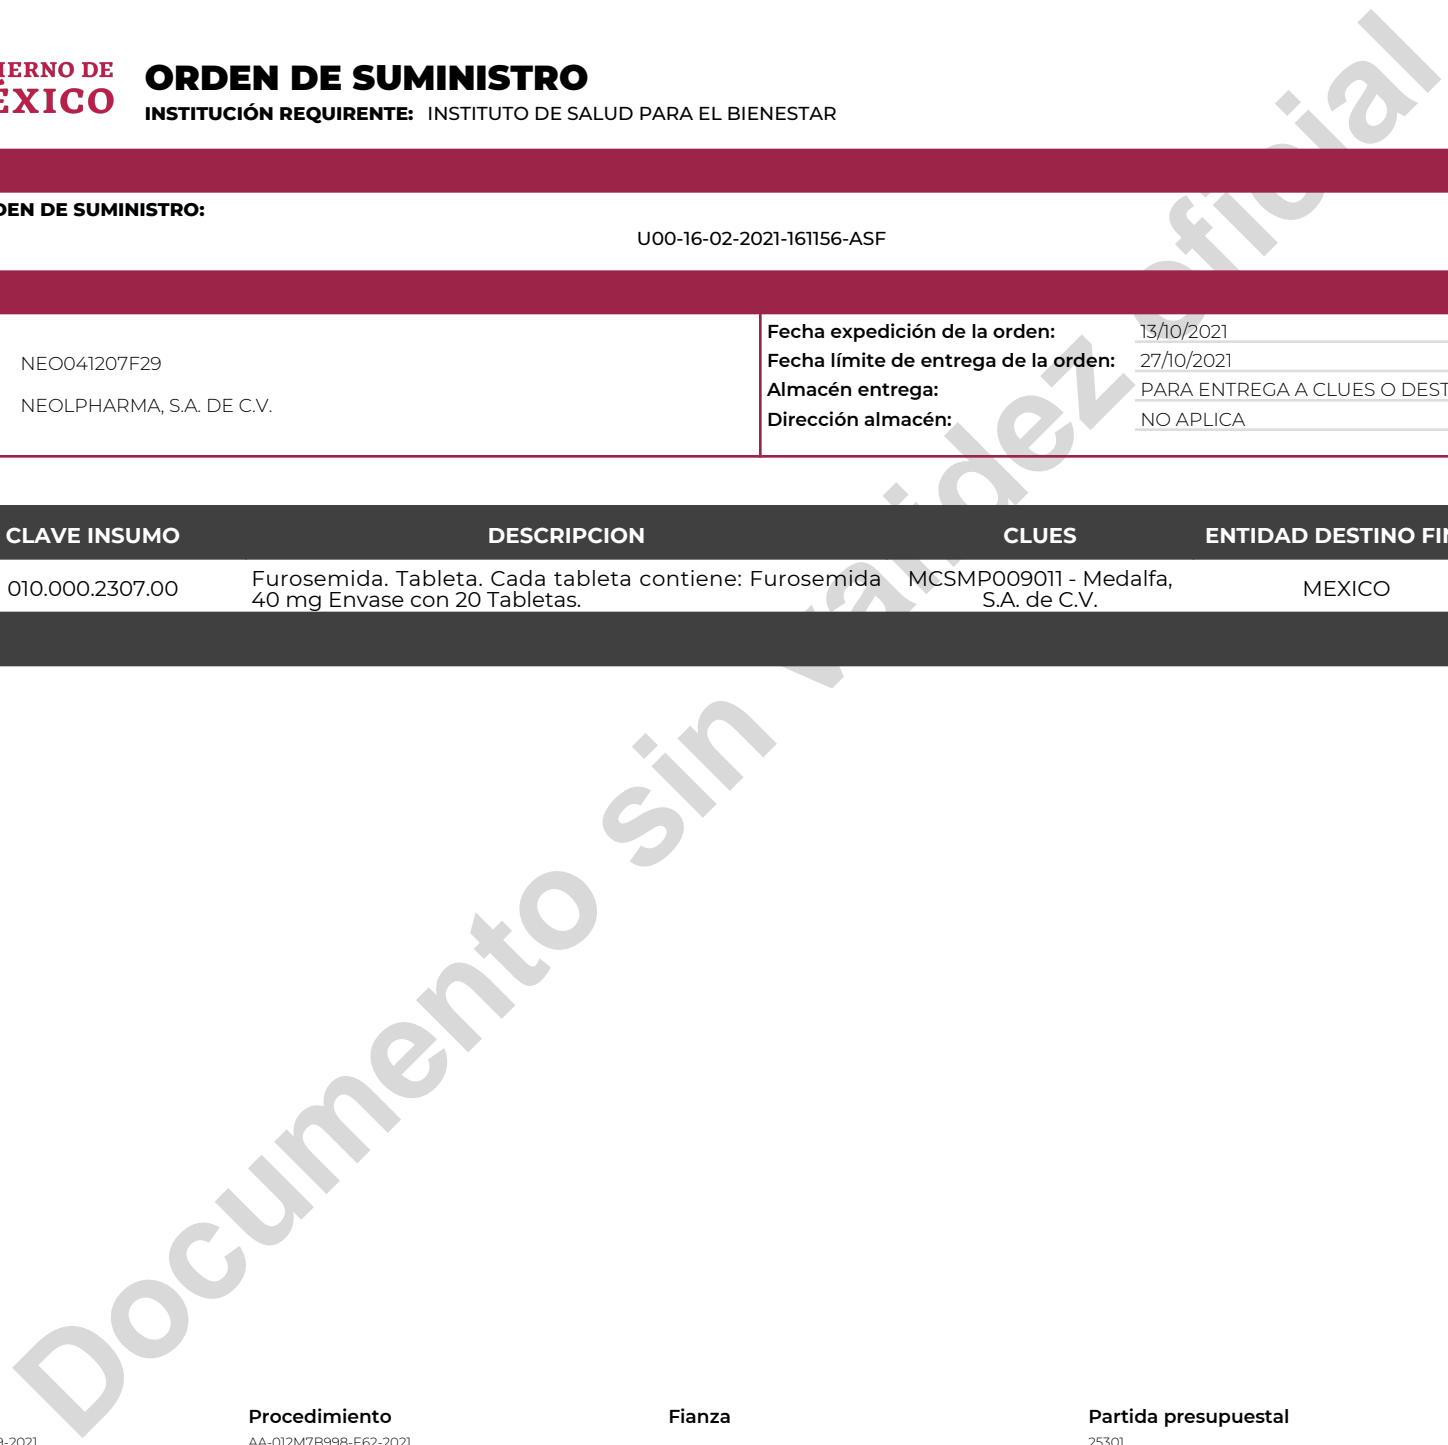 IERNO DE
ÉXICO
ORDEN DE SUMINISTRO
INSTITUCIÓN REQUIRENTE: INSTITUTO DE SALUD PARA EL BIENESTAR
DEN DE SUMINISTRO:
U00-16-02-2021-161156-ASF
NEO041207F29
NEOLPHARMA, S.A. DE C.V.
Fecha expedición de la orden: 13/10/2021
Fecha límite de entrega de la orden: 27/10/2021
Almacén entrega: PARA ENTREGA A CLUES O DEST
Dirección almacén: NO APLICA
CLAVE INSUMO DESCRIPCION CLUES ENTIDAD DESTINO FIN
010.000.2307.00
Furosemida. Tableta. Cada tableta contiene: Furosemida
40 mg Envase con 20 Tabletas.
MCSMP009011 - Medalfa,
S.A. de C.V.
MEXICO
Documento sin validez oficial
Procedimiento Fianza Partida presupuestal
9-2021 AA-012M7B998-E62-2021 25301